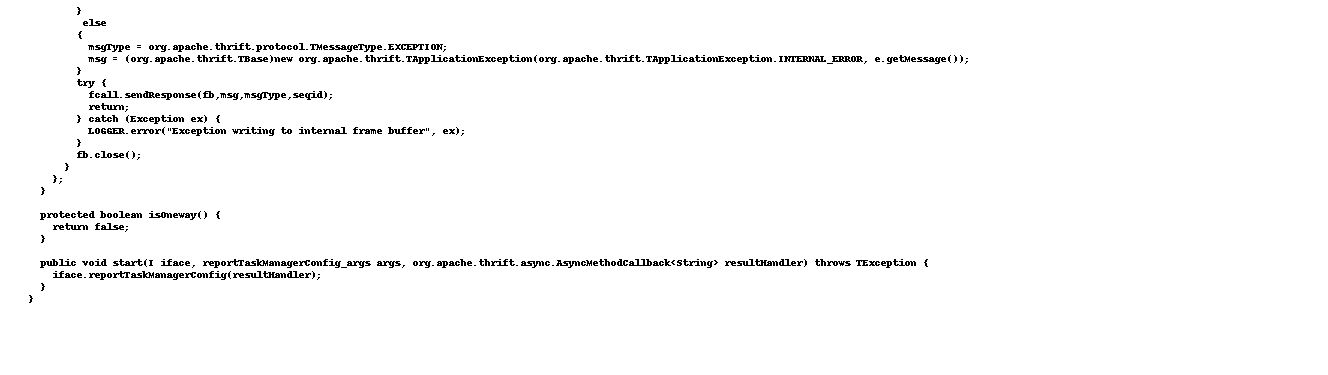 }
         else
        {
          msgType = org.apache.thrift.protocol.TMessageType.EXCEPTION;
          msg = (org.apache.thrift.TBase)new org.apache.thrift.TApplicationException(org.apache.thrift.TApplicationException.INTERNAL_ERROR, e.getMessage());
        }
        try {
          fcall.sendResponse(fb,msg,msgType,seqid);
          return;
        } catch (Exception ex) {
          LOGGER.error("Exception writing to internal frame buffer", ex);
        }
        fb.close();
      }
    };
  }

  protected boolean isOneway() {
    return false;
  }

  public void start(I iface, reportTaskManagerConfig_args args, org.apache.thrift.async.AsyncMethodCallback<String> resultHandler) throws TException {
    iface.reportTaskManagerConfig(resultHandler);
  }
}